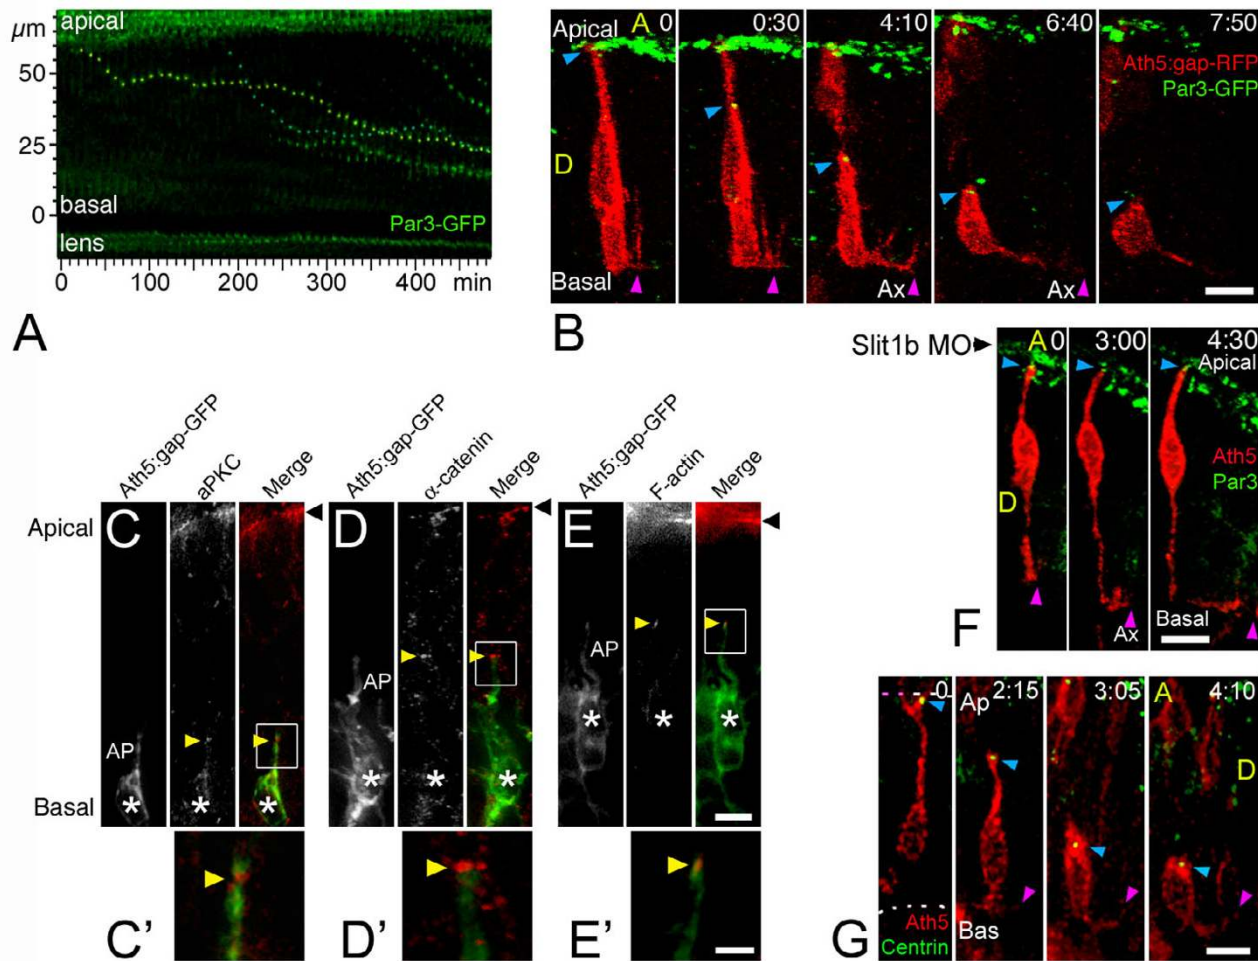 apical
µm
50
25
0
basal
Par3-GFP
lens
0 100 200 300 400 min
A
Apical A 0
0:30
4:10
6:40
7:50
Ath5:gap-RFP
Par3-GFP
D
Basal
Ax
Ax
B
Slit1b MO
A 0
3:00
4:30
Apical
Ath5
Par3
D
Ax
Basal
F
Ath5:gap-GFP
aPKC
Merge
Ath5:gap-GFP
α-catenin
Merge
Ath5:gap-GFP
F-actin
Merge
Apical
C
D
E
AP
*
*
*
AP
*
*
*
AP
*
*
*
Basal
C’
D’
E’
0
2:15
3:05
4:10
Ap
A
D
Ath5
Centrin
Bas
G